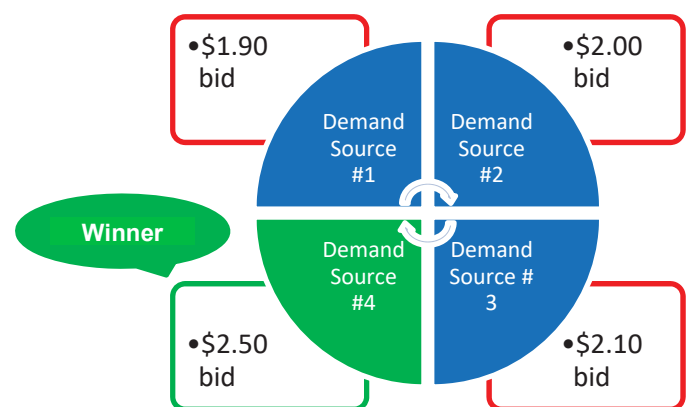 •$1.90
bid
•$2.00
bid
Demand
Source
#1
Demand
Source
#2
Winner
Demand
Source
#4
Demand
Source #
3
•$2.50
bid
•$2.10
bid